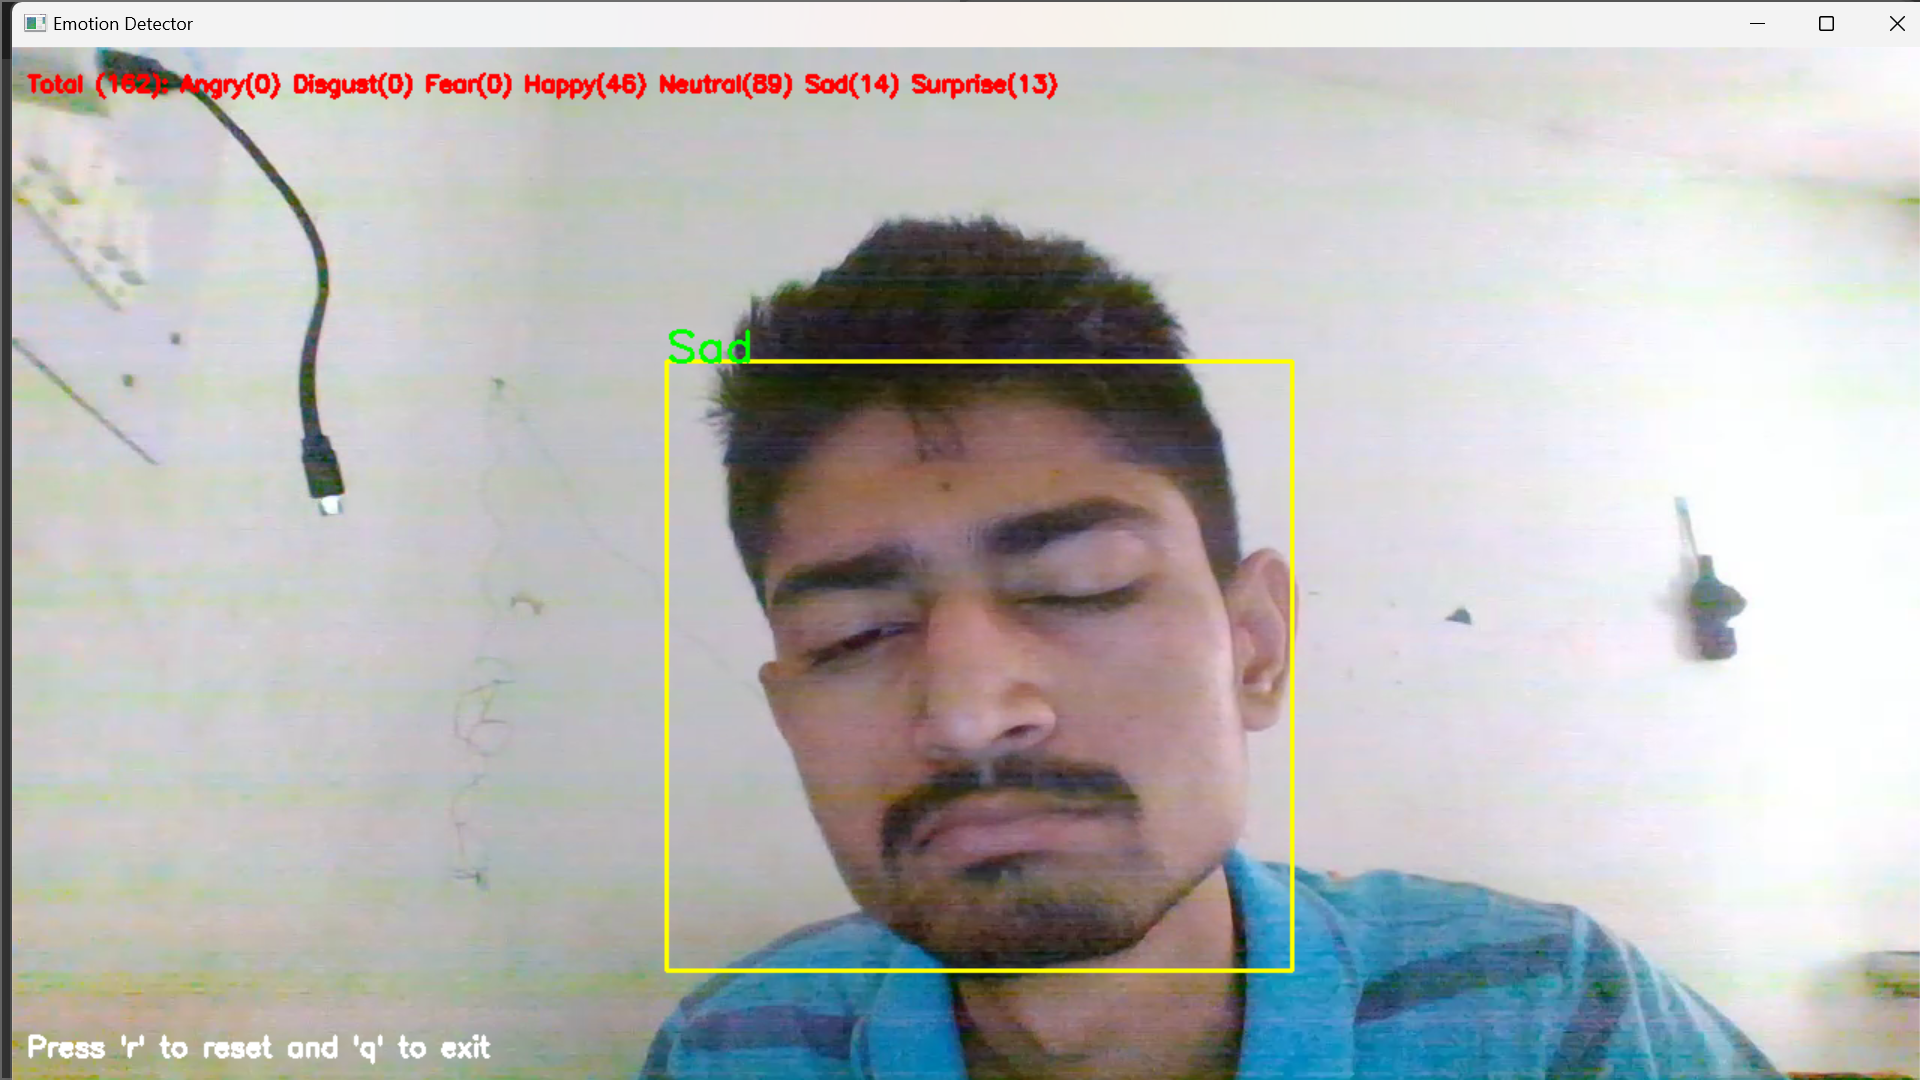 Emotion Detector
Total (162): Angry(0) Disgust(0) Fear(0) Happy(46) Neutral(89) Sad(14) Surprise(13)
Sad
Press 'r' to reset and 'q' to exit